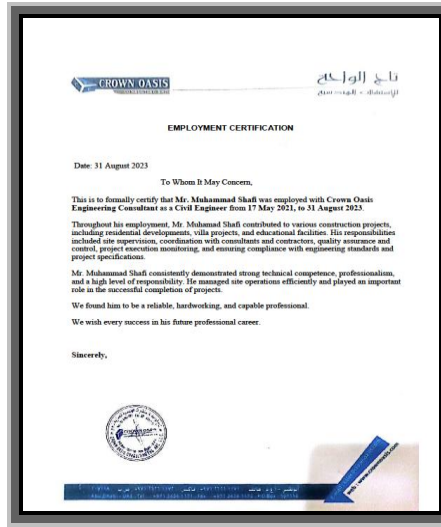 CROWN OASIS
تاج الواحة
EMPLOYMENT CERTIFICATION
Date: 31 August 2023
To Whom It May Concern,
This is to formally certify that Mr. Muhammad Shafi was employed with Crown Oasis
Engineering Consultant as a Civil Engineer from 17 May 2021, to 31 August 2023.
Throughout his employment, Mr. Muhamad Shafi contributed to various construction projects,
including residential developments, villa projects, and educational facilities. His responsibilities
included site supervision, coordination with consultants and contractors, quality assurance and
control, project execution monitoring, and ensuring compliance with engineering standards and
project specifications.
Mr. Muhammad Shafi consistently demonstrated strong technical competence, professionalism,
and a high level of responsibility. He managed site operations efficiently and played an important
role in the successful completion of projects.
We found him to be a reliable, hardworking, and capable professional.
We wish every success in his future professional career.
Sincerely,
web : www.crownoasis.com